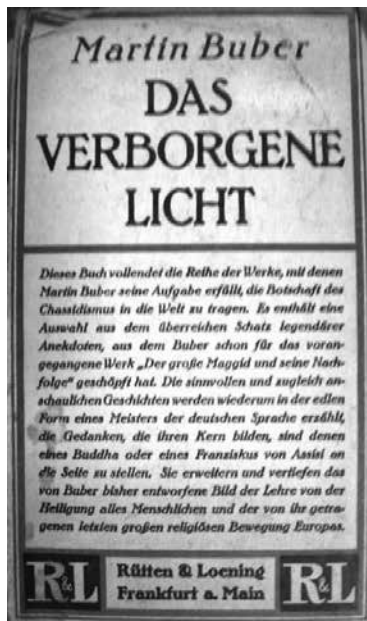 Martin Buber
DAS
VERBORGENE
LICHT
Dieses Buch vollendet die Reihe der Werke, mit denen
Martin Buber seine Aufgabe erfüllt, die Botschaft des
Chassidismus in die Welt zu tragen. Es enthält eine
Auswahl aus dem überreichen Schatz legendärer
Anekdoten, aus dem Buber schon für das voran-
gegangene Werk „Der große Maggid und seine Nach-
folge“ geschöpft hat. Die sinnvollen und zugleich an-
schaulichen Geschichten werden wiederum in der edlen
Form eines Meisters der deutschen Sprache erzählt,
die Gedanken, die ihren Kern bilden, sind denen
eines Buddha oder eines Franziskus von Assisi an
die Seite zu stellen. Sie erweitern und vertiefen das
von Buber bisher entworfene Bild der Lehre von der
Heiligung alles Menschlichen und der von ihr getra-
genen letzten großen religiösen Bewegung Europas.
R&L Rütten & Loening R&L
Frankfurt a. Main